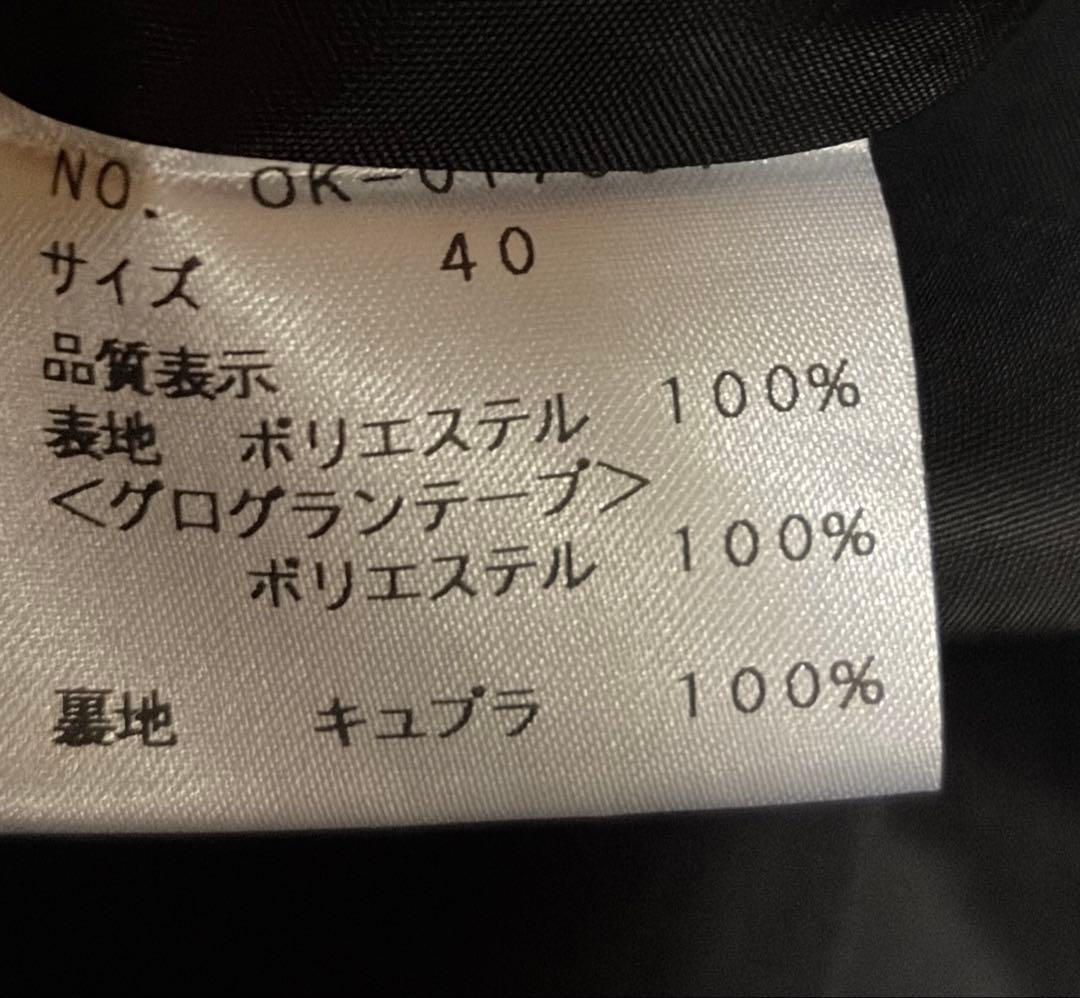 NO.
サイズ 40
品質表示
表地 ポリエステル 100%
＜グログランテープ＞
ポリエステル 100%
裏地 キュプラ 100%